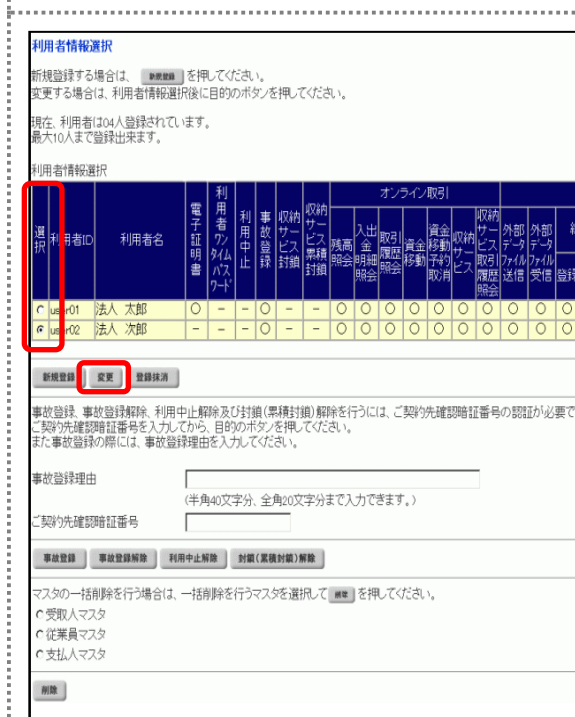 利用者情報選択
新規登録する場合は、 新規登録 を押してください。
変更する場合は、利用者情報選択後に目的のボタンを押してください。
現在、利用者は04人登録されています。
最大10人まで登録出来ます。
利用者情報選択
選択 利用者ID 利用者名 電子証明書 利用者ワンタイムパスワード 利用中止 事故登録 収納サービス封鎖 収納サービス累積封鎖 オンライン取引
残高照会 入出金明細照会 取引履歴照会 資金移動 資金移動予約取消 収納サービス 収納サービス取引履歴照会 外部データファイル送信 外部データファイル受信 登録
user01 法人 太郎 ○ － － ○ － － ○ ○ ○ ○ ○ ○ ○ ○ ○ ○
user02 法人 次郎 － － － ○ － － ○ ○ ○ ○ ○ ○ ○ ○ ○ ○
新規登録 変更 登録抹消
事故登録、事故登録解除、利用中止解除及び封鎖(累積封鎖)解除を行うには、ご契約先確認暗証番号の認証が必要で
ご契約先確認暗証番号を入力してから、目的のボタンを押してください。
また事故登録の際には、事故登録理由を入力してください。
事故登録理由
(半角40文字分、全角20文字分まで入力できます。)
ご契約先確認暗証番号
事故登録 事故登録解除 利用中止解除 封鎖(累積封鎖)解除
マスタの一括削除を行う場合は、一括削除を行うマスタを選択して 削除 を押してください。
受取人マスタ
従業員マスタ
支払人マスタ
削除